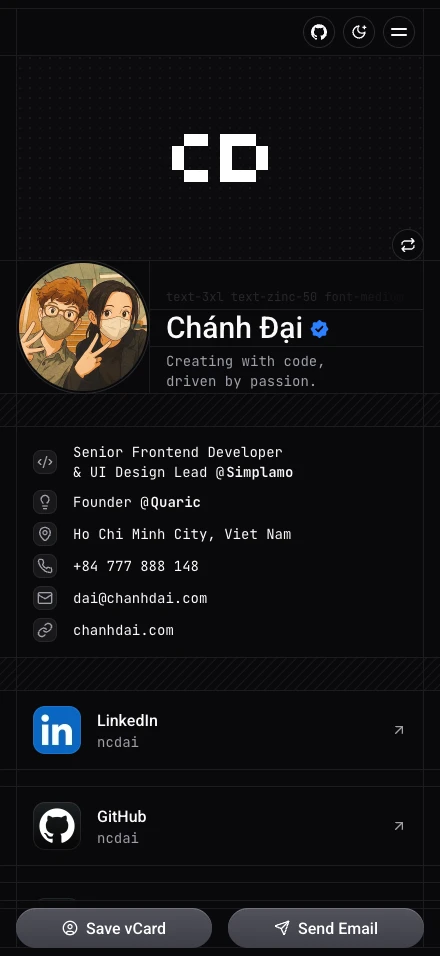 CD
text-3xl text-zinc-50 font-medium
Chánh Đại
Creating with code,
driven by passion.
Senior Frontend Developer
& UI Design Lead @Simplamo
Founder @Quaric
Ho Chi Minh City, Viet Nam
+84 777 888 148
dai@chanhdai.com
chanhdai.com
in
LinkedIn
ncdai
GitHub
ncdai
Save vCard
Send Email